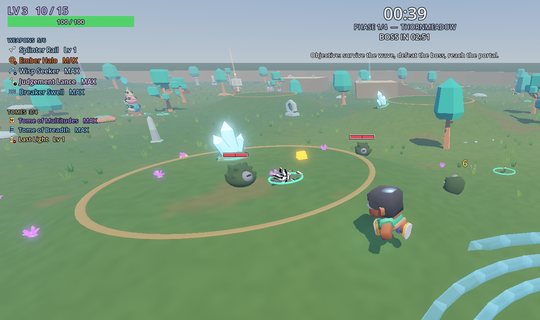 LV 3 10 / 15
100 / 100
WEAPONS 5/5
Splinter Rail Lv 1
Ember Halo MAX
Wisp Seeker MAX
Judgement Lance MAX
Breaker Swell MAX
TOMES 3/4
Tome of Multitudes MAX
Tome of Breadth MAX
Last Light Lv 1
00:39
PHASE 1/4 — THORNMEADOW
BOSS IN 02:51
Objective: survive the wave, defeat the boss, reach the portal.
6